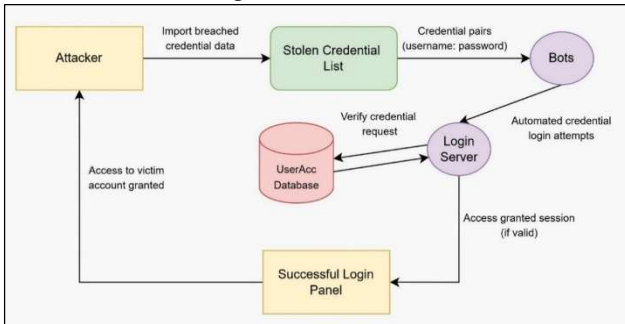 Import breached
credential data
Credential pairs
(username: password)
Attacker
Stolen Credential
List
Bots
Verify credential
request
Automated credential
login attempts
Login
Server
UserAcc
Database
Access to victim
account granted
Access granted session
(if valid)
Successful Login
Panel